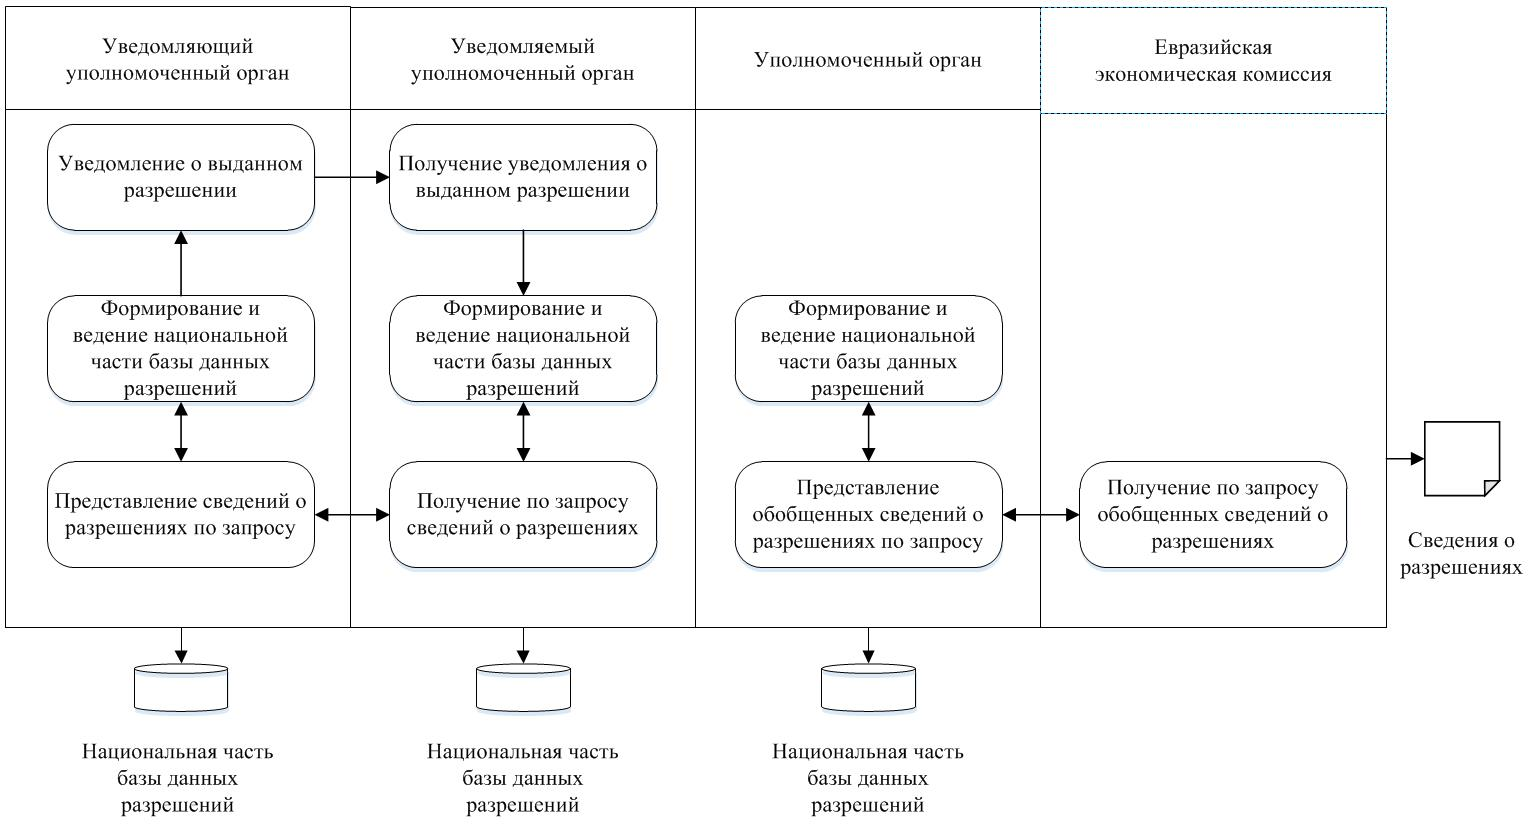 Уведомляющий
уполномоченный орган
Уведомляемый
уполномоченный орган
Уполномоченный орган
Евразийская
экономическая комиссия
Уведомление о выданном
разрешении
Получение уведомления о
выданном разрешении
Формирование и
ведение национальной
части базы данных
разрешений
Формирование и
ведение национальной
части базы данных
разрешений
Формирование и
ведение национальной
части базы данных
разрешений
Представление сведений о
разрешениях по запросу
Получение по запросу
сведений о разрешениях
Представление
обобщенных сведений о
разрешениях по запросу
Получение по запросу
обобщенных сведений о
разрешениях
Сведения о
разрешениях
Национальная часть
базы данных
разрешений
Национальная часть
базы данных
разрешений
Национальная часть
базы данных
разрешений